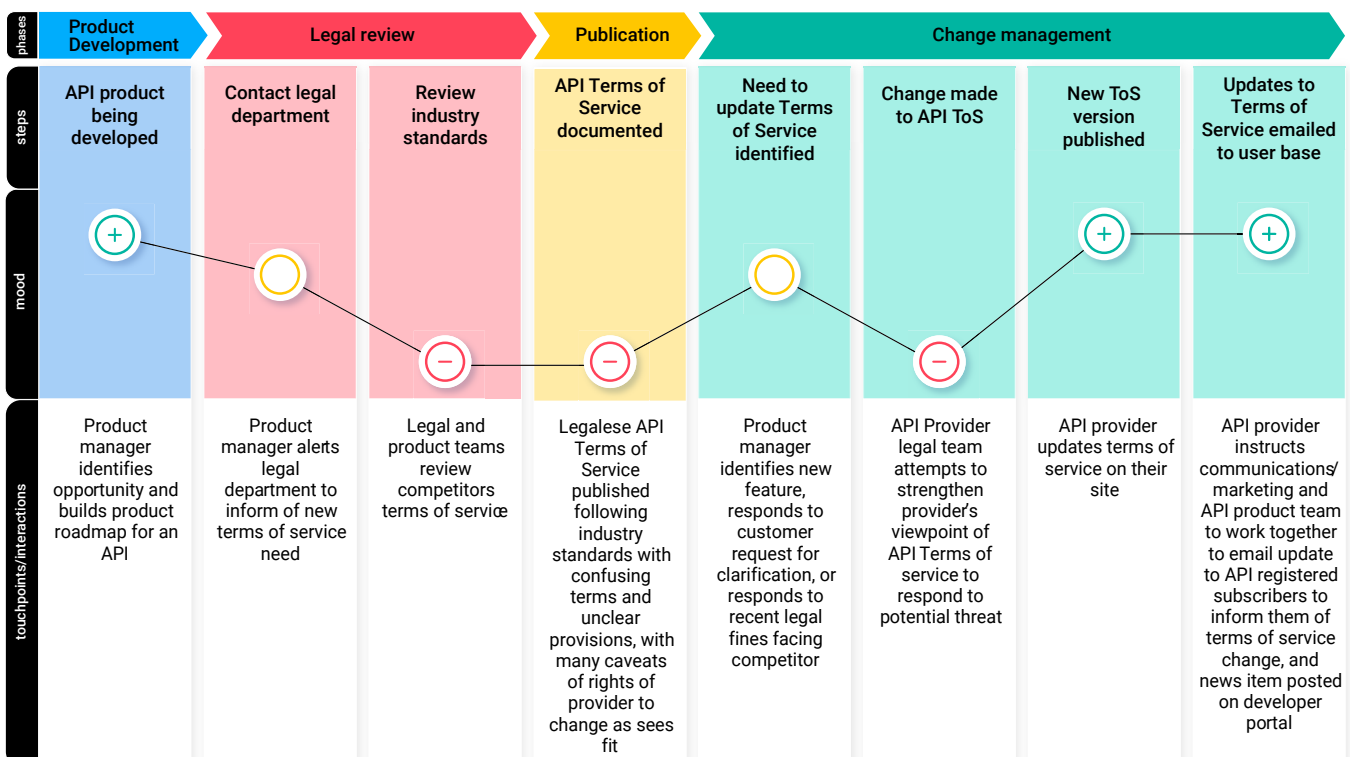 phases
Product
Development
Legal review
Publication
Change management
steps
API product
being
developed
Contact legal
department
Review
industry
standards
API Terms of
Service
documented
Need to
update Terms
of Service
identified
Change made
to API ToS
New ToS
version
published
Updates to
Terms of
Service emailed
to user base
mood
touchpoints/interactions
Product
manager
identifies
opportunity and
builds product
roadmap for an
API
Product
manager alerts
legal
department to
inform of new
terms of service
need
Legal and
product teams
review
competitors
terms of service
Legalese API
Terms of
Service
published
following
industry
standards with
confusing
terms and
unclear
provisions, with
many caveats
of rights of
provider to
change as sees
fit
Product
manager
identifies new
feature,
responds to
customer
request for
clarification, or
responds to
recent legal
fines facing
competitor
API Provider
legal team
attempts to
strengthen
provider's
viewpoint of
API Terms of
service to
respond to
potential threat
API provider
updates terms of
service on their
site
API provider
instructs
communications/
marketing and
API product team
to work together
to email update
to API registered
subscribers to
inform them of
terms of service
change, and
news item posted
on developer
portal